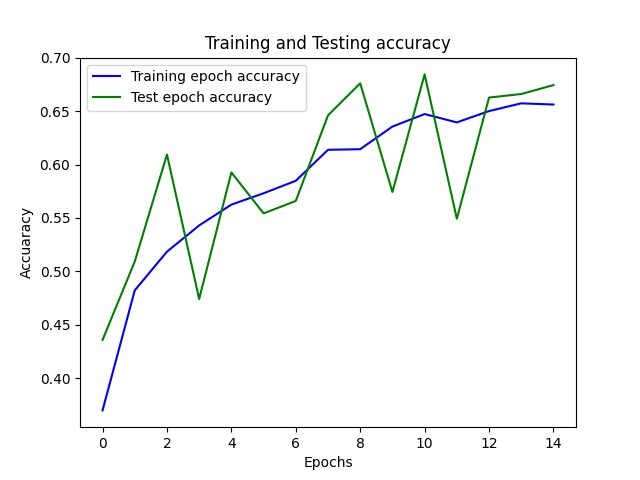 Training and Testing accuracy
0.70
0.65
0.60
0.55
0.50
0.45
0.40
Accuaracy
Training epoch accuracy
Test epoch accuracy
0 2 4 6 8 10 12 14
Epochs